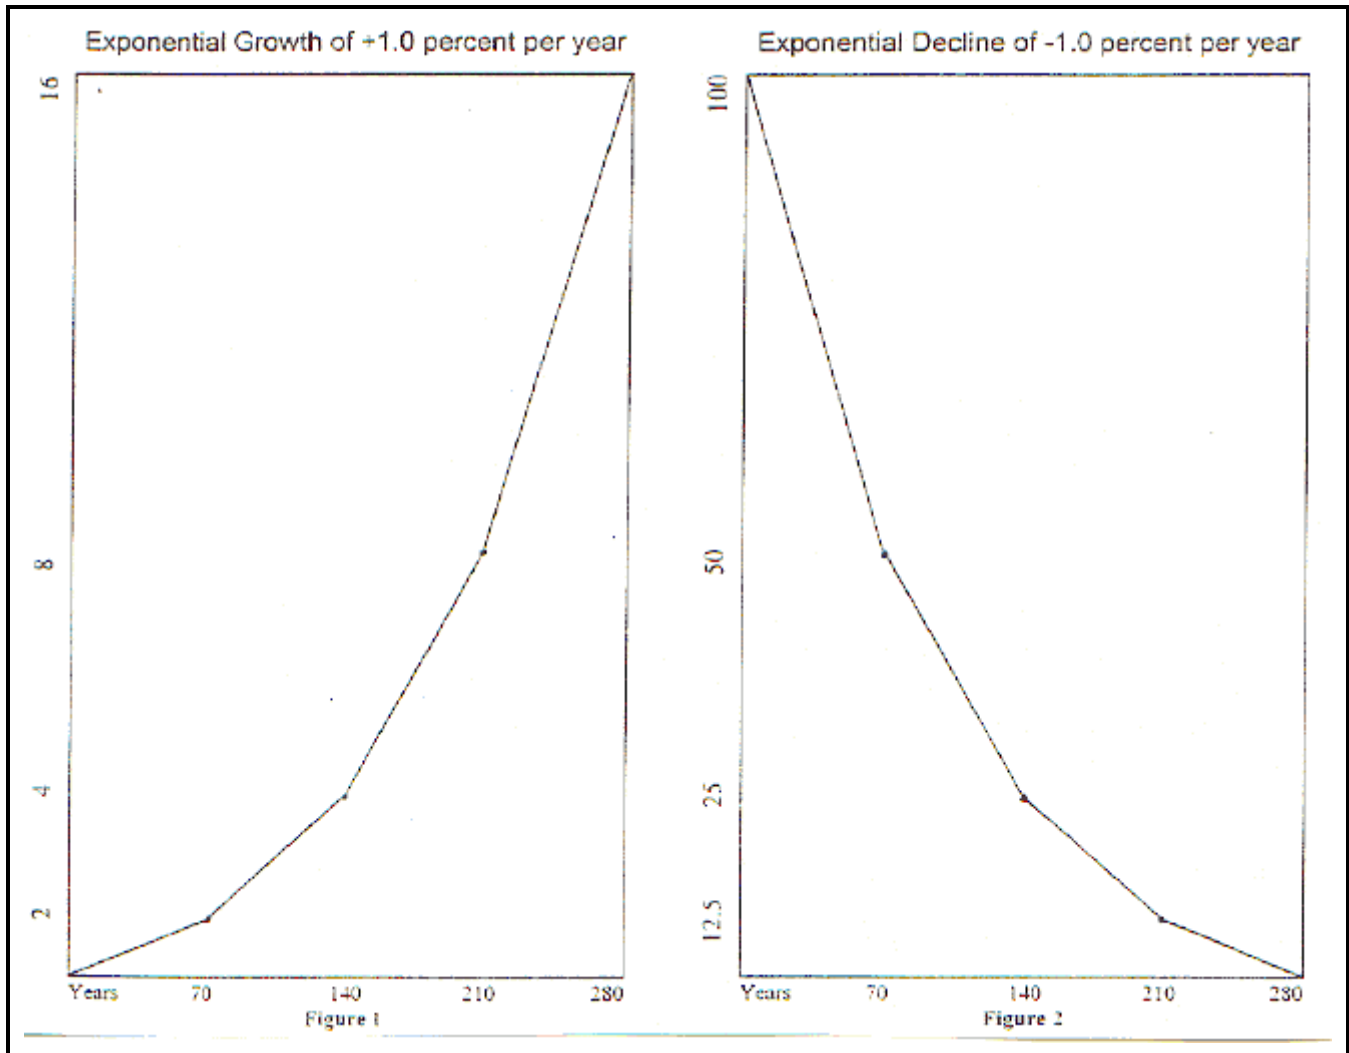 Exponential Growth of +1.0 percent per year
16
8
4
2
Years 70 140 210 280
Figure 1
Exponential Decline of -1.0 percent per year
100
50
25
12.5
Years 70 140 210 280
Figure 2